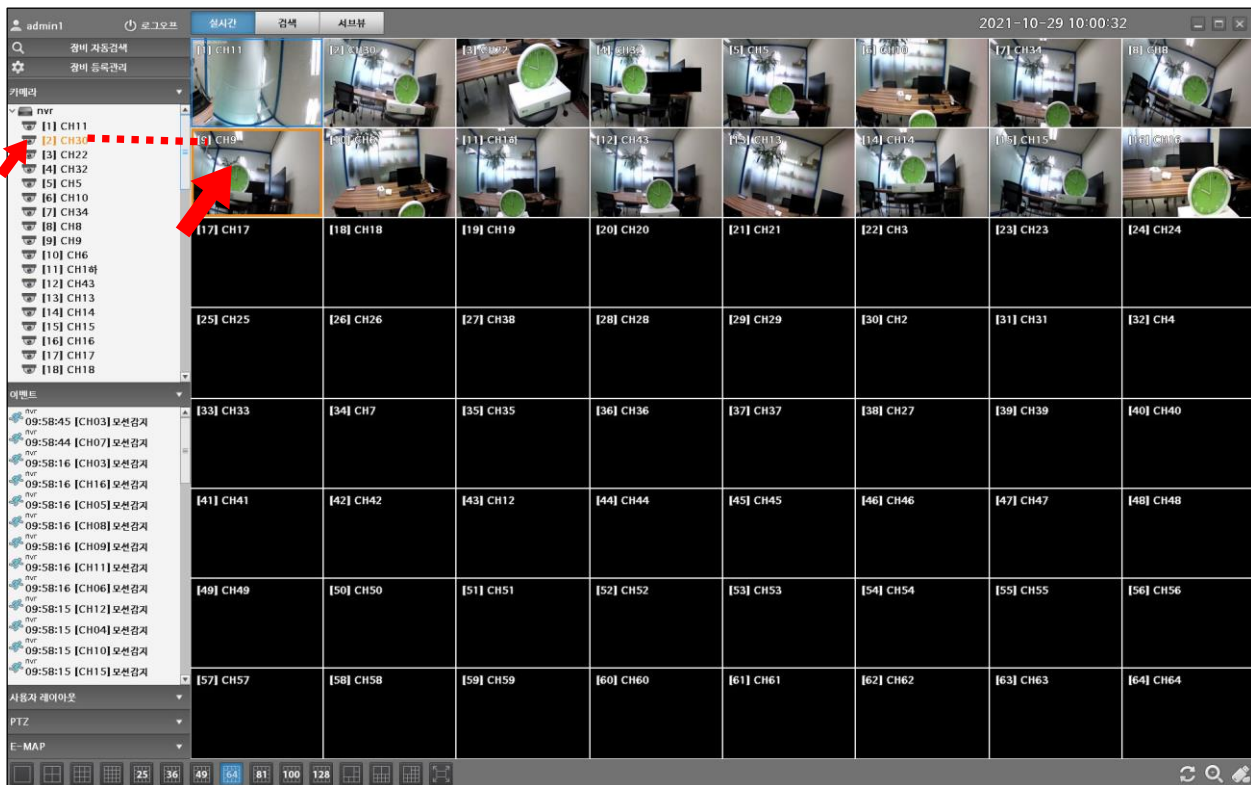 admin1 로그오프 실시간 검색 서브뷰 2021-10-29 10:00:32
장비 자동검색
장비 등록관리
카메라
nvr
[1] CH11
[2] CH30
[3] CH22
[4] CH32
[5] CH5
[6] CH10
[7] CH34
[8] CH8
[9] CH9
[10] CH6
[11] CH1하
[12] CH43
[13] CH13
[14] CH14
[15] CH15
[16] CH16
[17] CH17
[18] CH18
이벤트
nvr
09:58:45 [CH03] 모션감지
nvr
09:58:44 [CH07] 모션감지
nvr
09:58:16 [CH03] 모션감지
nvr
09:58:16 [CH16] 모션감지
nvr
09:58:16 [CH05] 모션감지
nvr
09:58:16 [CH08] 모션감지
nvr
09:58:16 [CH09] 모션감지
nvr
09:58:16 [CH11] 모션감지
nvr
09:58:16 [CH06] 모션감지
nvr
09:58:15 [CH12] 모션감지
nvr
09:58:15 [CH04] 모션감지
nvr
09:58:15 [CH10] 모션감지
nvr
09:58:15 [CH15] 모션감지
사용자 레이아웃
PTZ
E-MAP
[1] CH11 [2] CH30 [3] CH22 [4] CH32 [5] CH5 [6] CH10 [7] CH34 [8] CH8
[9] CH9 [10] CH6 [11] CH1하 [12] CH43 [13] CH13 [14] CH14 [15] CH15 [16] CH16
[17] CH17 [18] CH18 [19] CH19 [20] CH20 [21] CH21 [22] CH3 [23] CH23 [24] CH24
[25] CH25 [26] CH26 [27] CH38 [28] CH28 [29] CH29 [30] CH2 [31] CH31 [32] CH4
[33] CH33 [34] CH7 [35] CH35 [36] CH36 [37] CH37 [38] CH27 [39] CH39 [40] CH40
[41] CH41 [42] CH42 [43] CH12 [44] CH44 [45] CH45 [46] CH46 [47] CH47 [48] CH48
[49] CH49 [50] CH50 [51] CH51 [52] CH52 [53] CH53 [54] CH54 [55] CH55 [56] CH56
[57] CH57 [58] CH58 [59] CH59 [60] CH60 [61] CH61 [62] CH62 [63] CH63 [64] CH64
25 36 49 64 81 100 128